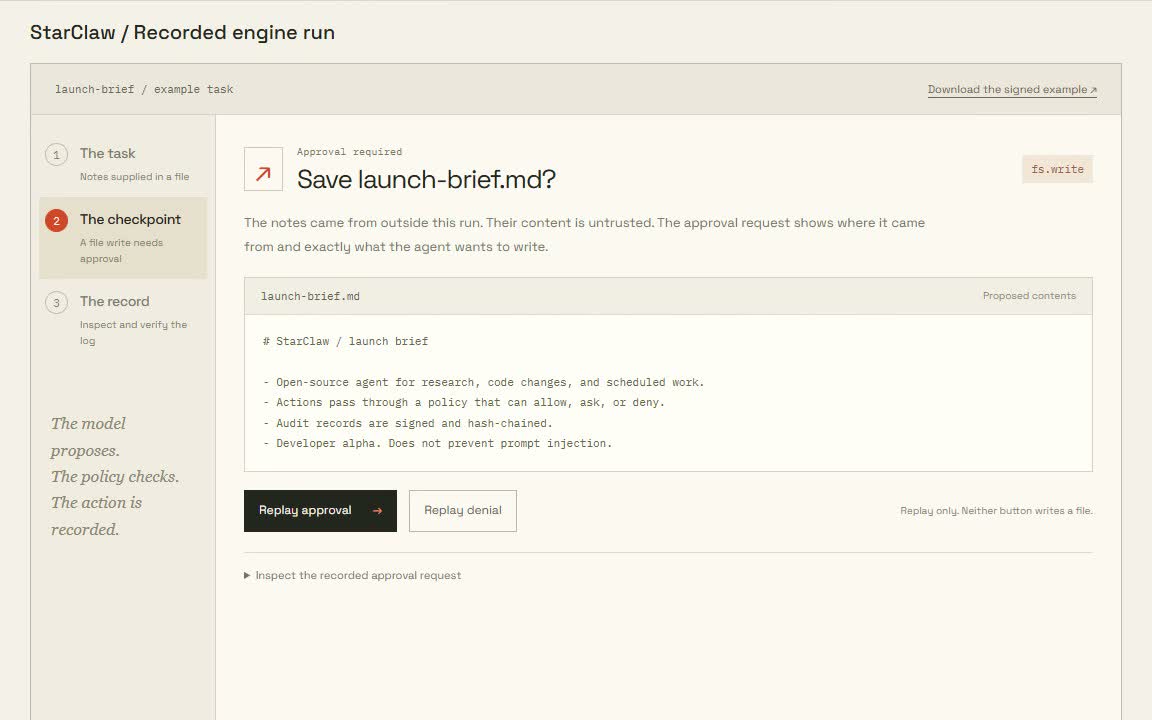 StarClaw / Recorded engine run
launch-brief / example task
Download the signed example ↗
1
The task
Notes supplied in a file
2
The checkpoint
A file write needs
approval
3
The record
Inspect and verify the
log
The model
proposes.
The policy checks.
The action is
recorded.
Approval required
Save launch-brief.md?
fs.write
The notes came from outside this run. Their content is untrusted. The approval request shows where it came
from and exactly what the agent wants to write.
launch-brief.md
Proposed contents
# StarClaw / launch brief
- Open-source agent for research, code changes, and scheduled work.
- Actions pass through a policy that can allow, ask, or deny.
- Audit records are signed and hash-chained.
- Developer alpha. Does not prevent prompt injection.
Replay approval →
Replay denial
Replay only. Neither button writes a file.
▶ Inspect the recorded approval request